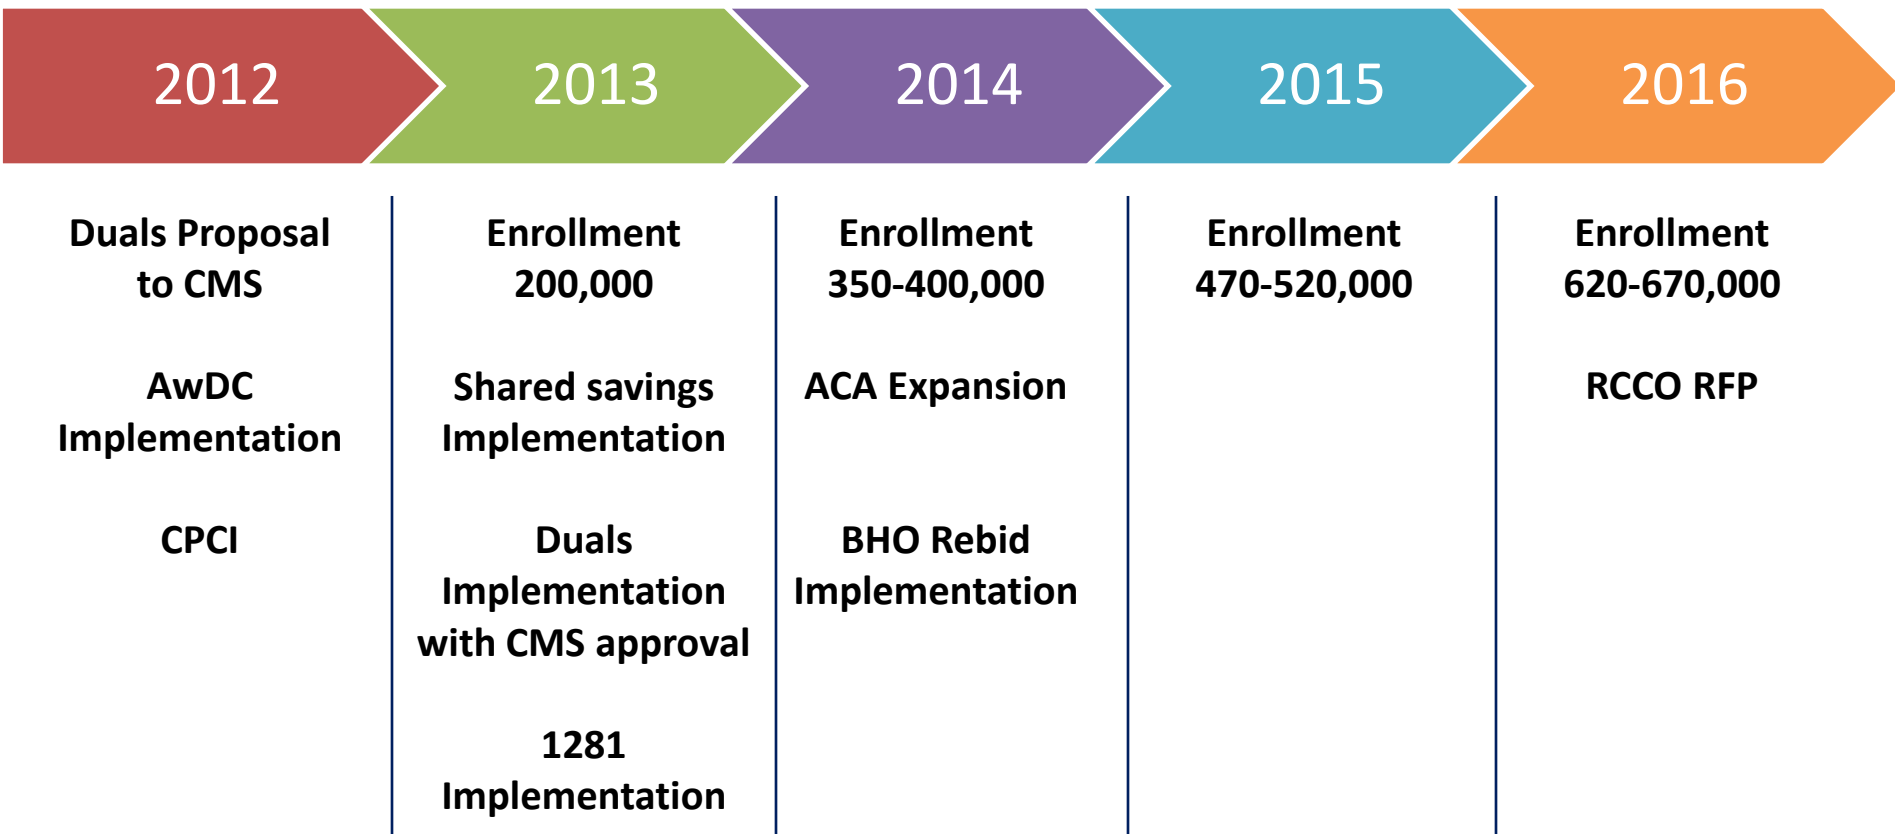 2012
2013
2014
2015
2016
Duals Proposal
to CMS
AwDC
Implementation
CPCI
Enrollment
200,000
Shared savings
Implementation
Duals
Implementation
with CMS approval
1281
Implementation
Enrollment
350-400,000
ACA Expansion
BHO Rebid
Implementation
Enrollment
470-520,000
Enrollment
620-670,000
RCCO RFP